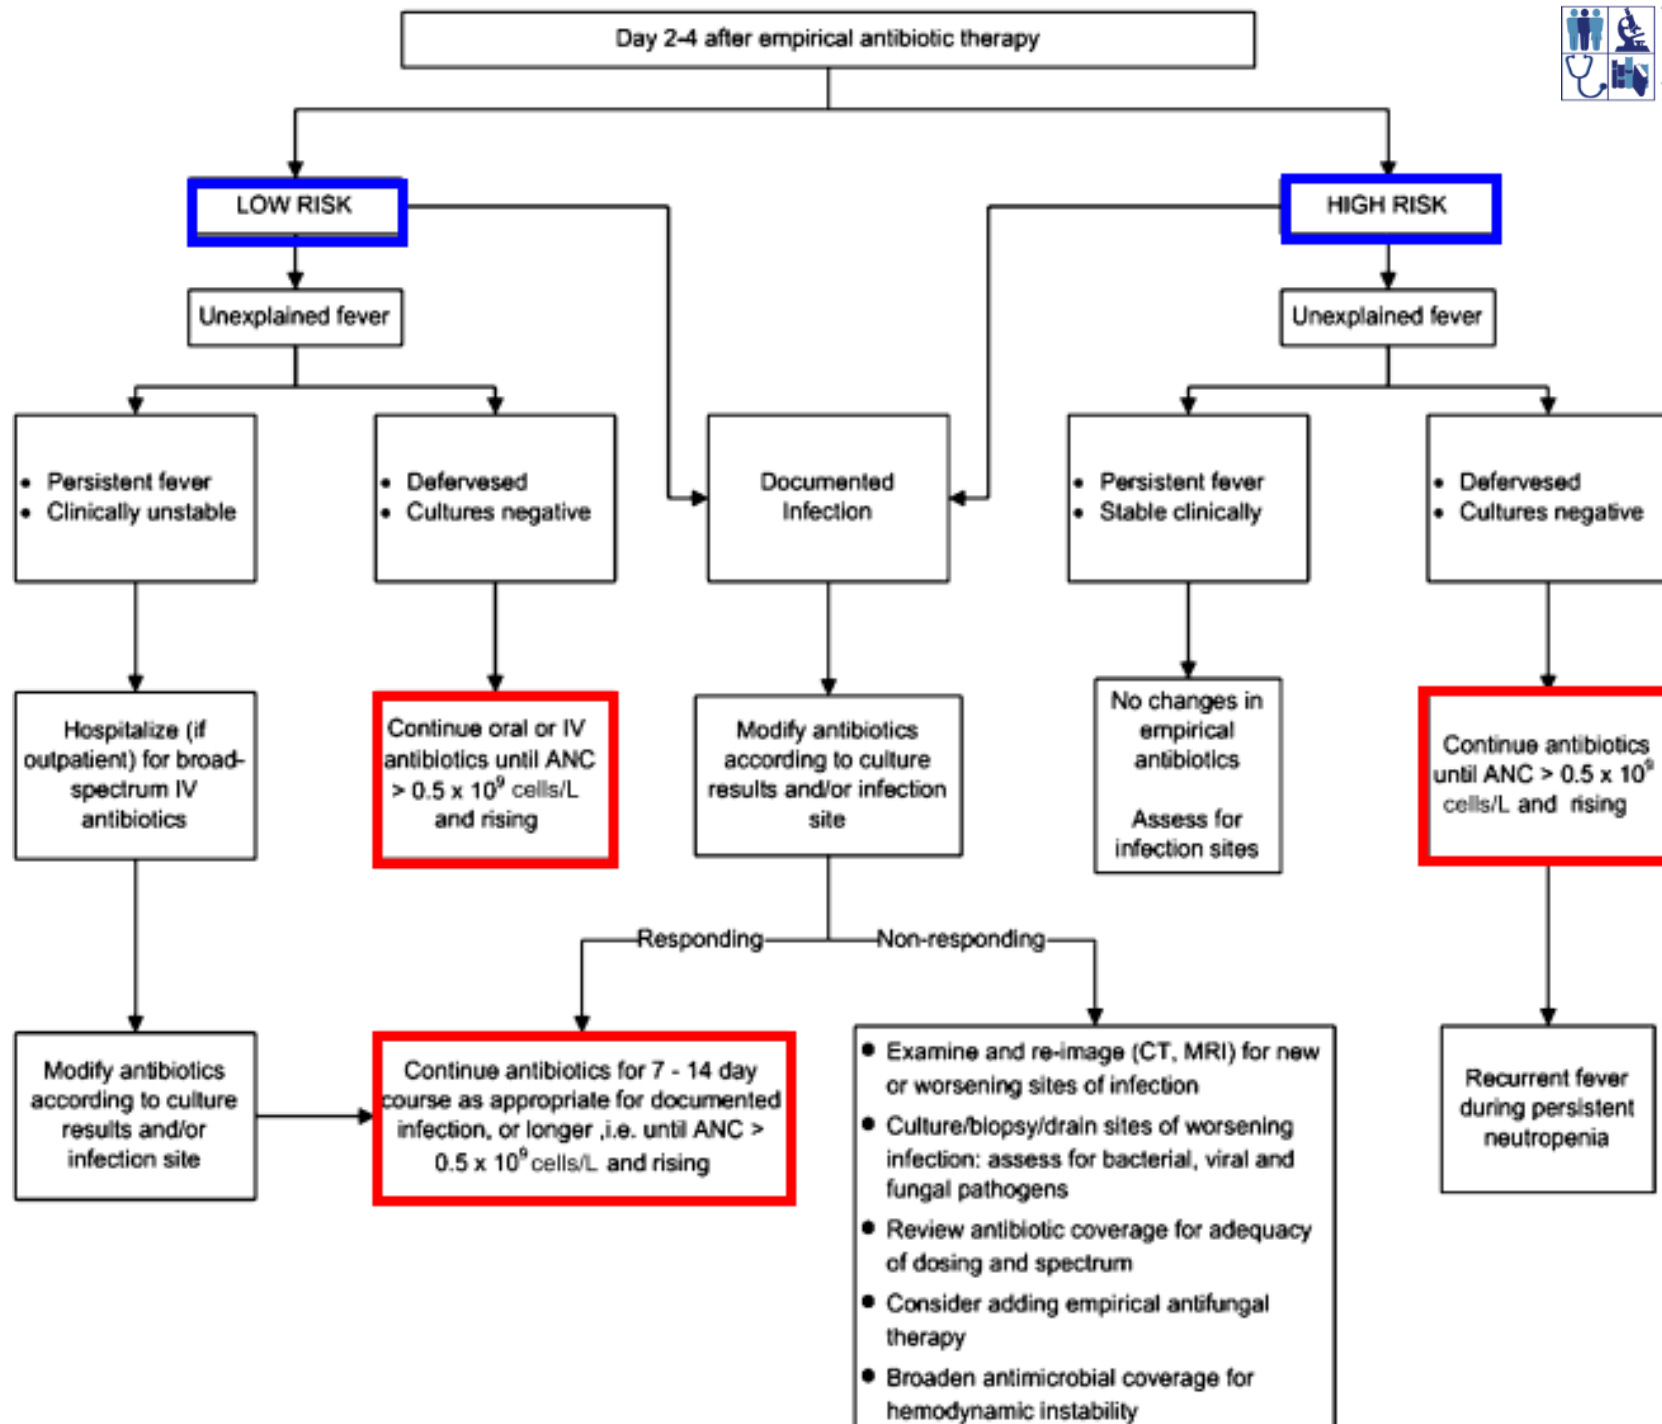 Day 2-4 after empirical antibiotic therapy
LOW RISK
HIGH RISK
Unexplained fever
Unexplained fever
• Persistent fever
• Clinically unstable
• Defervesed
• Cultures negative
Documented
Infection
• Persistent fever
• Stable clinically
• Defervesed
• Cultures negative
Hospitalize (if
outpatient) for broad-
spectrum IV
antibiotics
Continue oral or IV
antibiotics until ANC
> 0.5 x 10⁹ cells/L
and rising
Modify antibiotics
according to culture
results and/or infection
site
No changes in
empirical
antibiotics
Assess for
infection sites
Continue antibiotics
until ANC > 0.5 x 10⁹
cells/L and rising
Responding
Non-responding
Modify antibiotics
according to culture
results and/or
infection site
Continue antibiotics for 7 - 14 day
course as appropriate for documented
infection, or longer ,i.e. until ANC >
0.5 x 10⁹ cells/L and rising
• Examine and re-image (CT, MRI) for new
or worsening sites of infection
• Culture/biopsy/drain sites of worsening
infection: assess for bacterial, viral and
fungal pathogens
• Review antibiotic coverage for adequacy
of dosing and spectrum
• Consider adding empirical antifungal
therapy
• Broaden antimicrobial coverage for
hemodynamic instability
Recurrent fever
during persistent
neutropenia